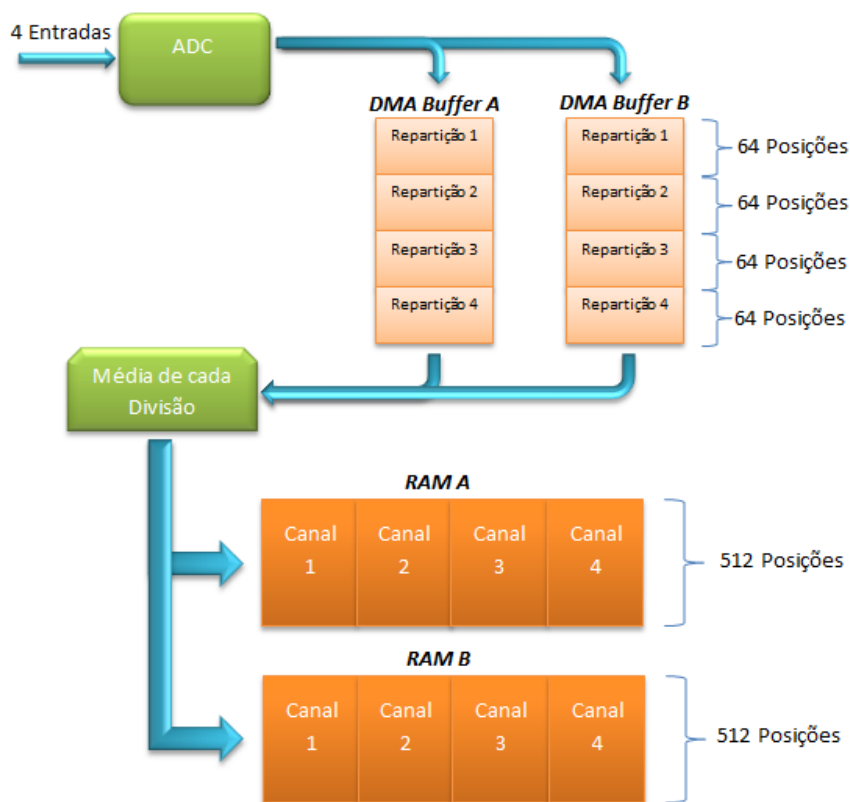 4 Entradas
ADC
DMA Buffer A
DMA Buffer B
Repartição 1
Repartição 1
64 Posições
Repartição 2
Repartição 2
64 Posições
Repartição 3
Repartição 3
64 Posições
Repartição 4
Repartição 4
64 Posições
Média de cada
Divisão
RAM A
Canal
1
Canal
2
Canal
3
Canal
4
512 Posições
RAM B
Canal
1
Canal
2
Canal
3
Canal
4
512 Posições